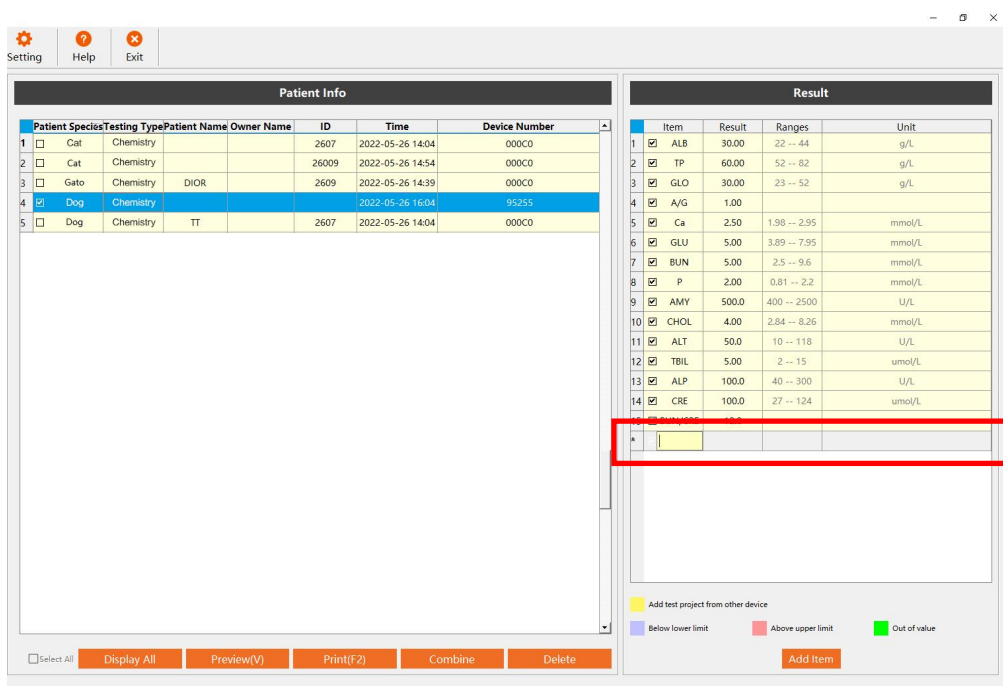 Setting Help Exit
Patient Info
Patient Species Testing Type Patient Name Owner Name ID Time Device Number
1 Cat Chemistry 2607 2022-05-26 14:04 000C0
2 Cat Chemistry 26009 2022-05-26 14:54 000C0
3 Gato Chemistry DIOR 2609 2022-05-26 14:39 000C0
4 Dog Chemistry 2022-05-26 16:04 95255
5 Dog Chemistry TT 2607 2022-05-26 14:04 000C0
Select All Display All Preview(V) Print(F2) Combine Delete
Result
Item Result Ranges Unit
1 ALB 30.00 22 -- 44 g/L
2 TP 60.00 52 -- 82 g/L
3 GLO 30.00 23 -- 52 g/L
4 A/G 1.00
5 Ca 2.50 1.98 -- 2.95 mmol/L
6 GLU 5.00 3.89 -- 7.95 mmol/L
7 BUN 5.00 2.5 -- 9.6 mmol/L
8 P 2.00 0.81 -- 2.2 mmol/L
9 AMY 500.0 400 -- 2500 U/L
10 CHOL 4.00 2.84 -- 8.26 mmol/L
11 ALT 50.0 10 -- 118 U/L
12 TBIL 5.00 2 -- 15 umol/L
13 ALP 100.0 40 -- 300 U/L
14 CRE 100.0 27 -- 124 umol/L
15 BUN/CRE
*
Add test project from other device
Below lower limit Above upper limit Out of value
Add Item